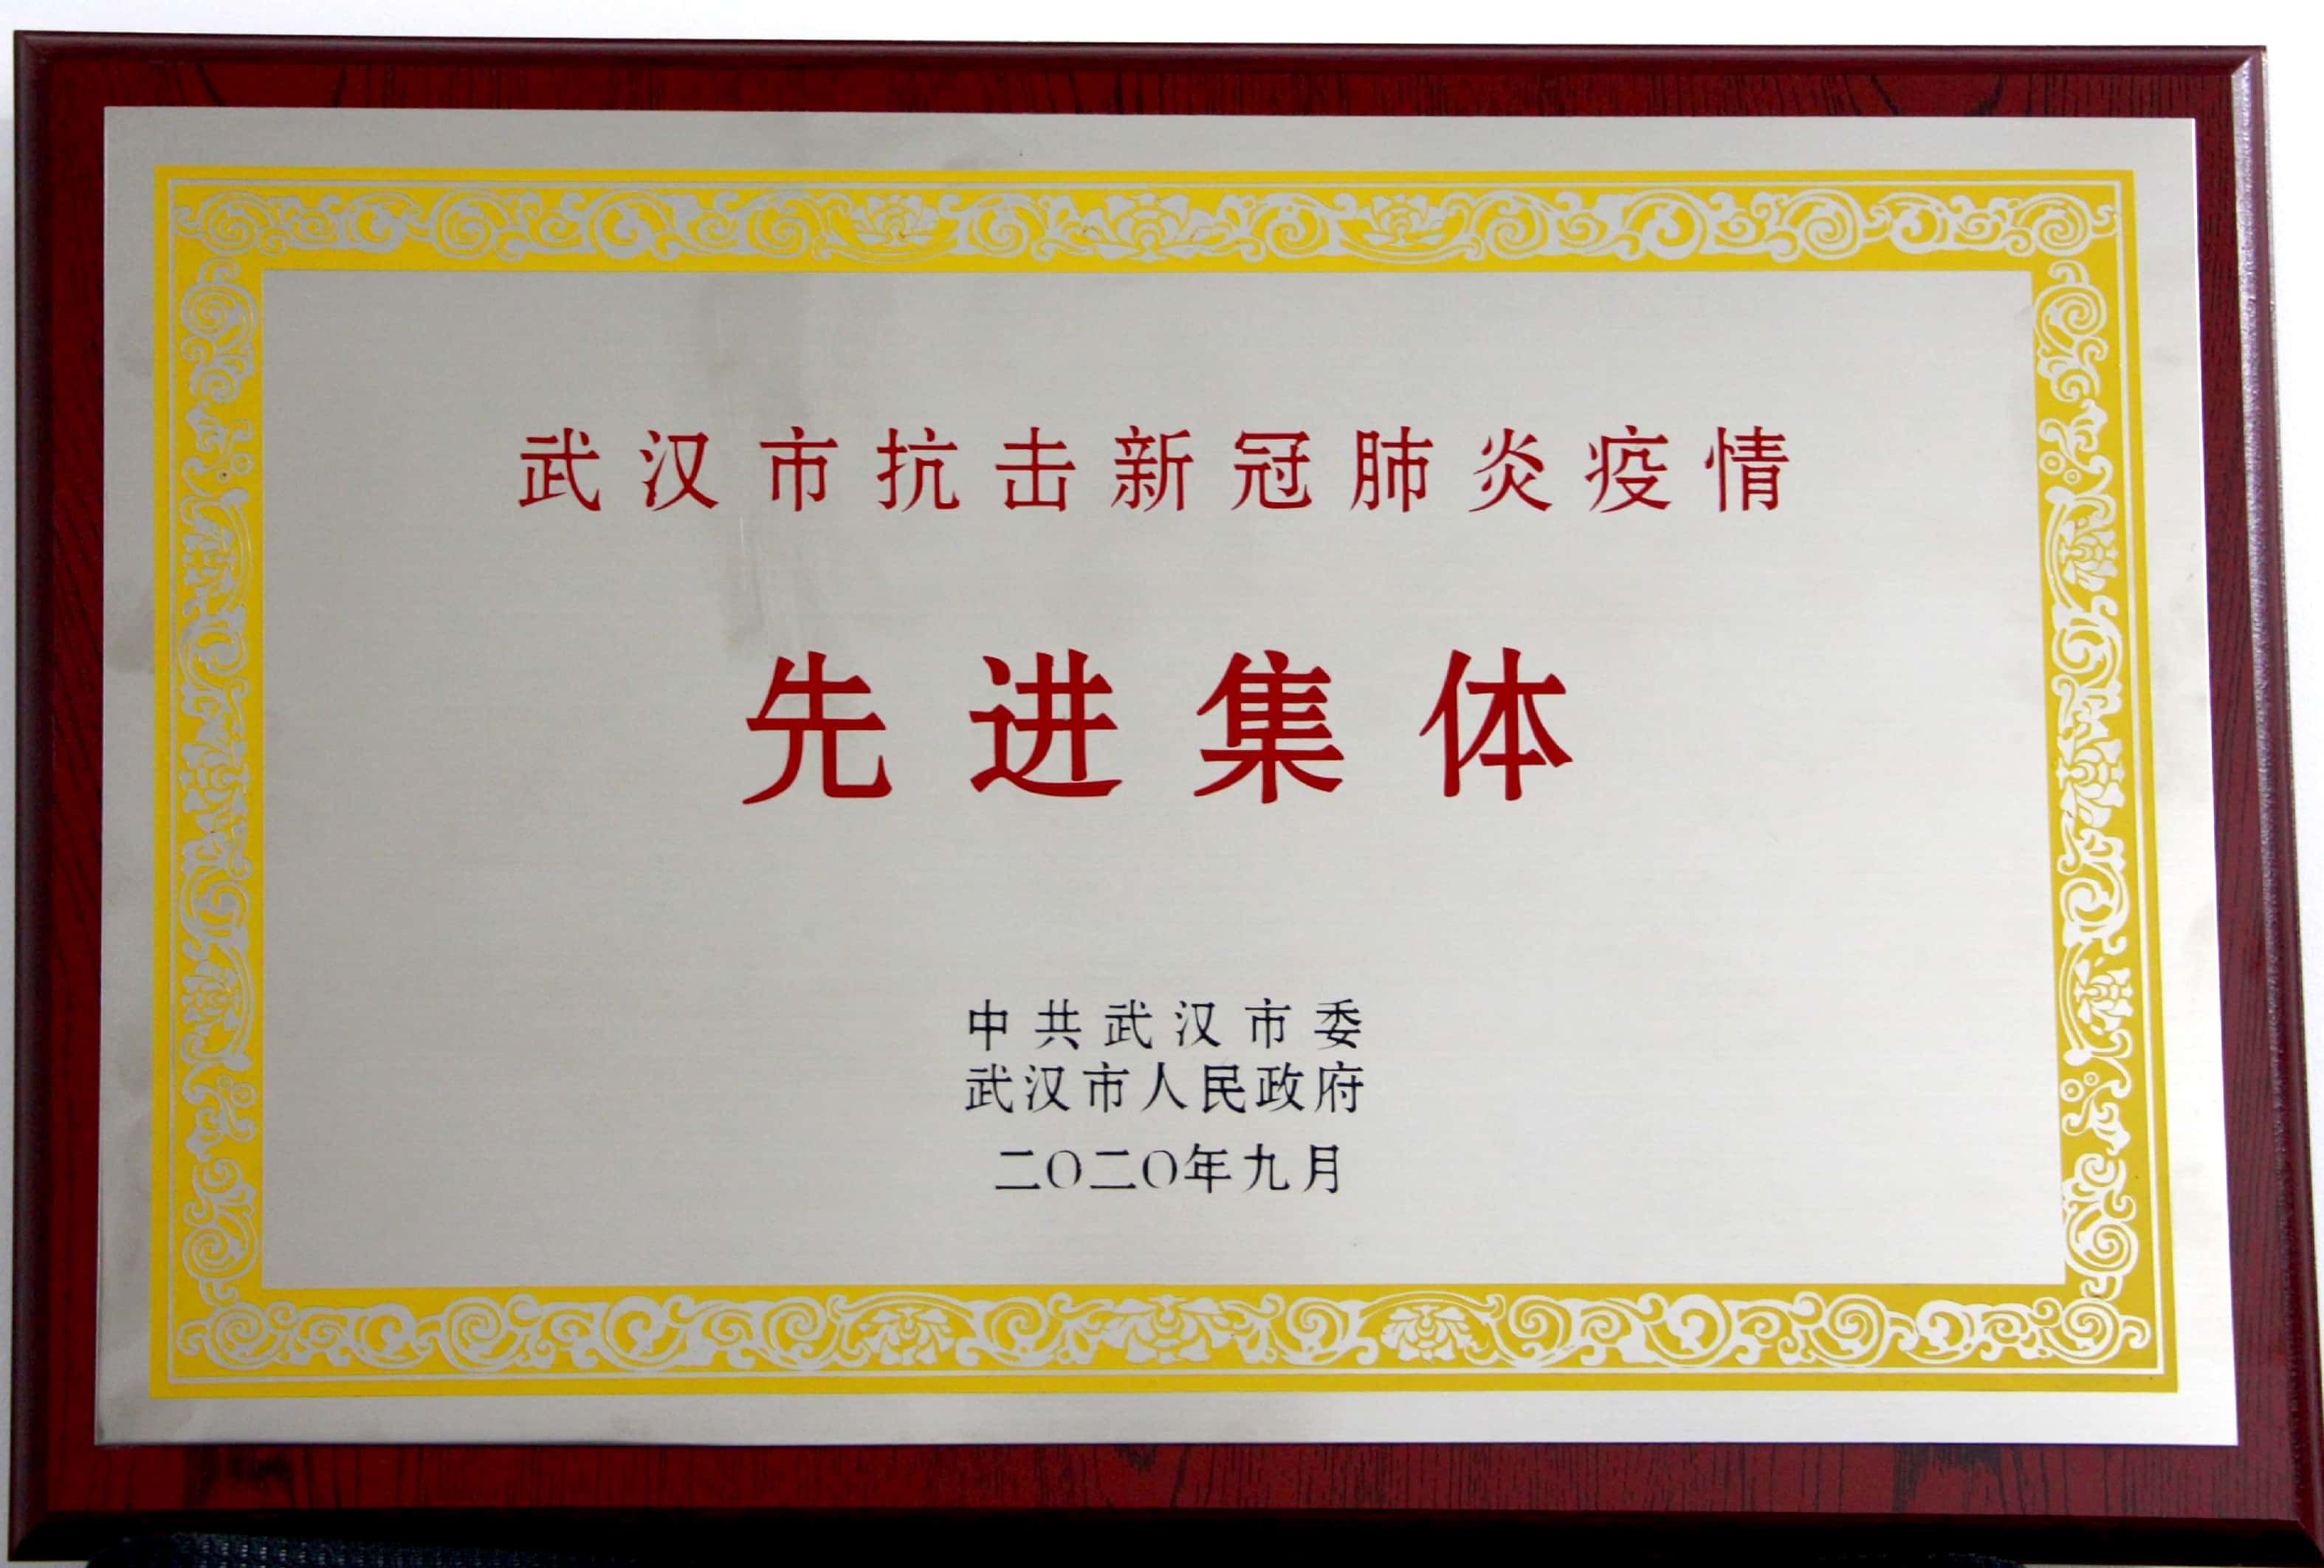 武汉市抗击新冠肺炎疫情
先进集体
中共武汉市委
武汉市人民政府
二〇二〇年九月